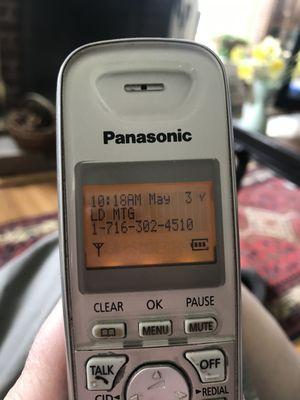 Panasonic
10:18AM May 3
LD MTG
1-716-302-4510
CLEAR OK PAUSE
MENU MUTE
TALK OFF
CID REDIAL